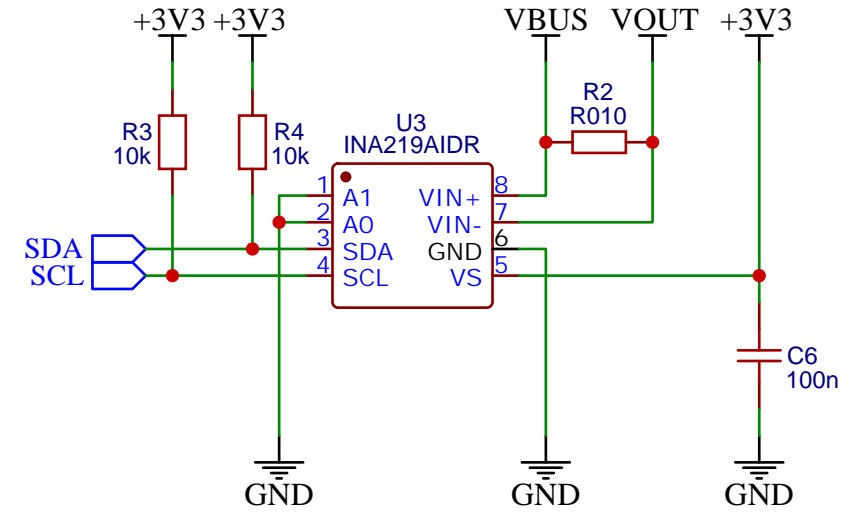 +3V3 +3V3 VBUS VOUT +3V3
R2
R010
R3
10k
R4
10k
U3
INA219AIDR
1 A1 VIN+ 8
2 A0 VIN- 7
3 SDA GND 6
4 SCL VS 5
SDA
SCL
C6
100n
GND GND GND